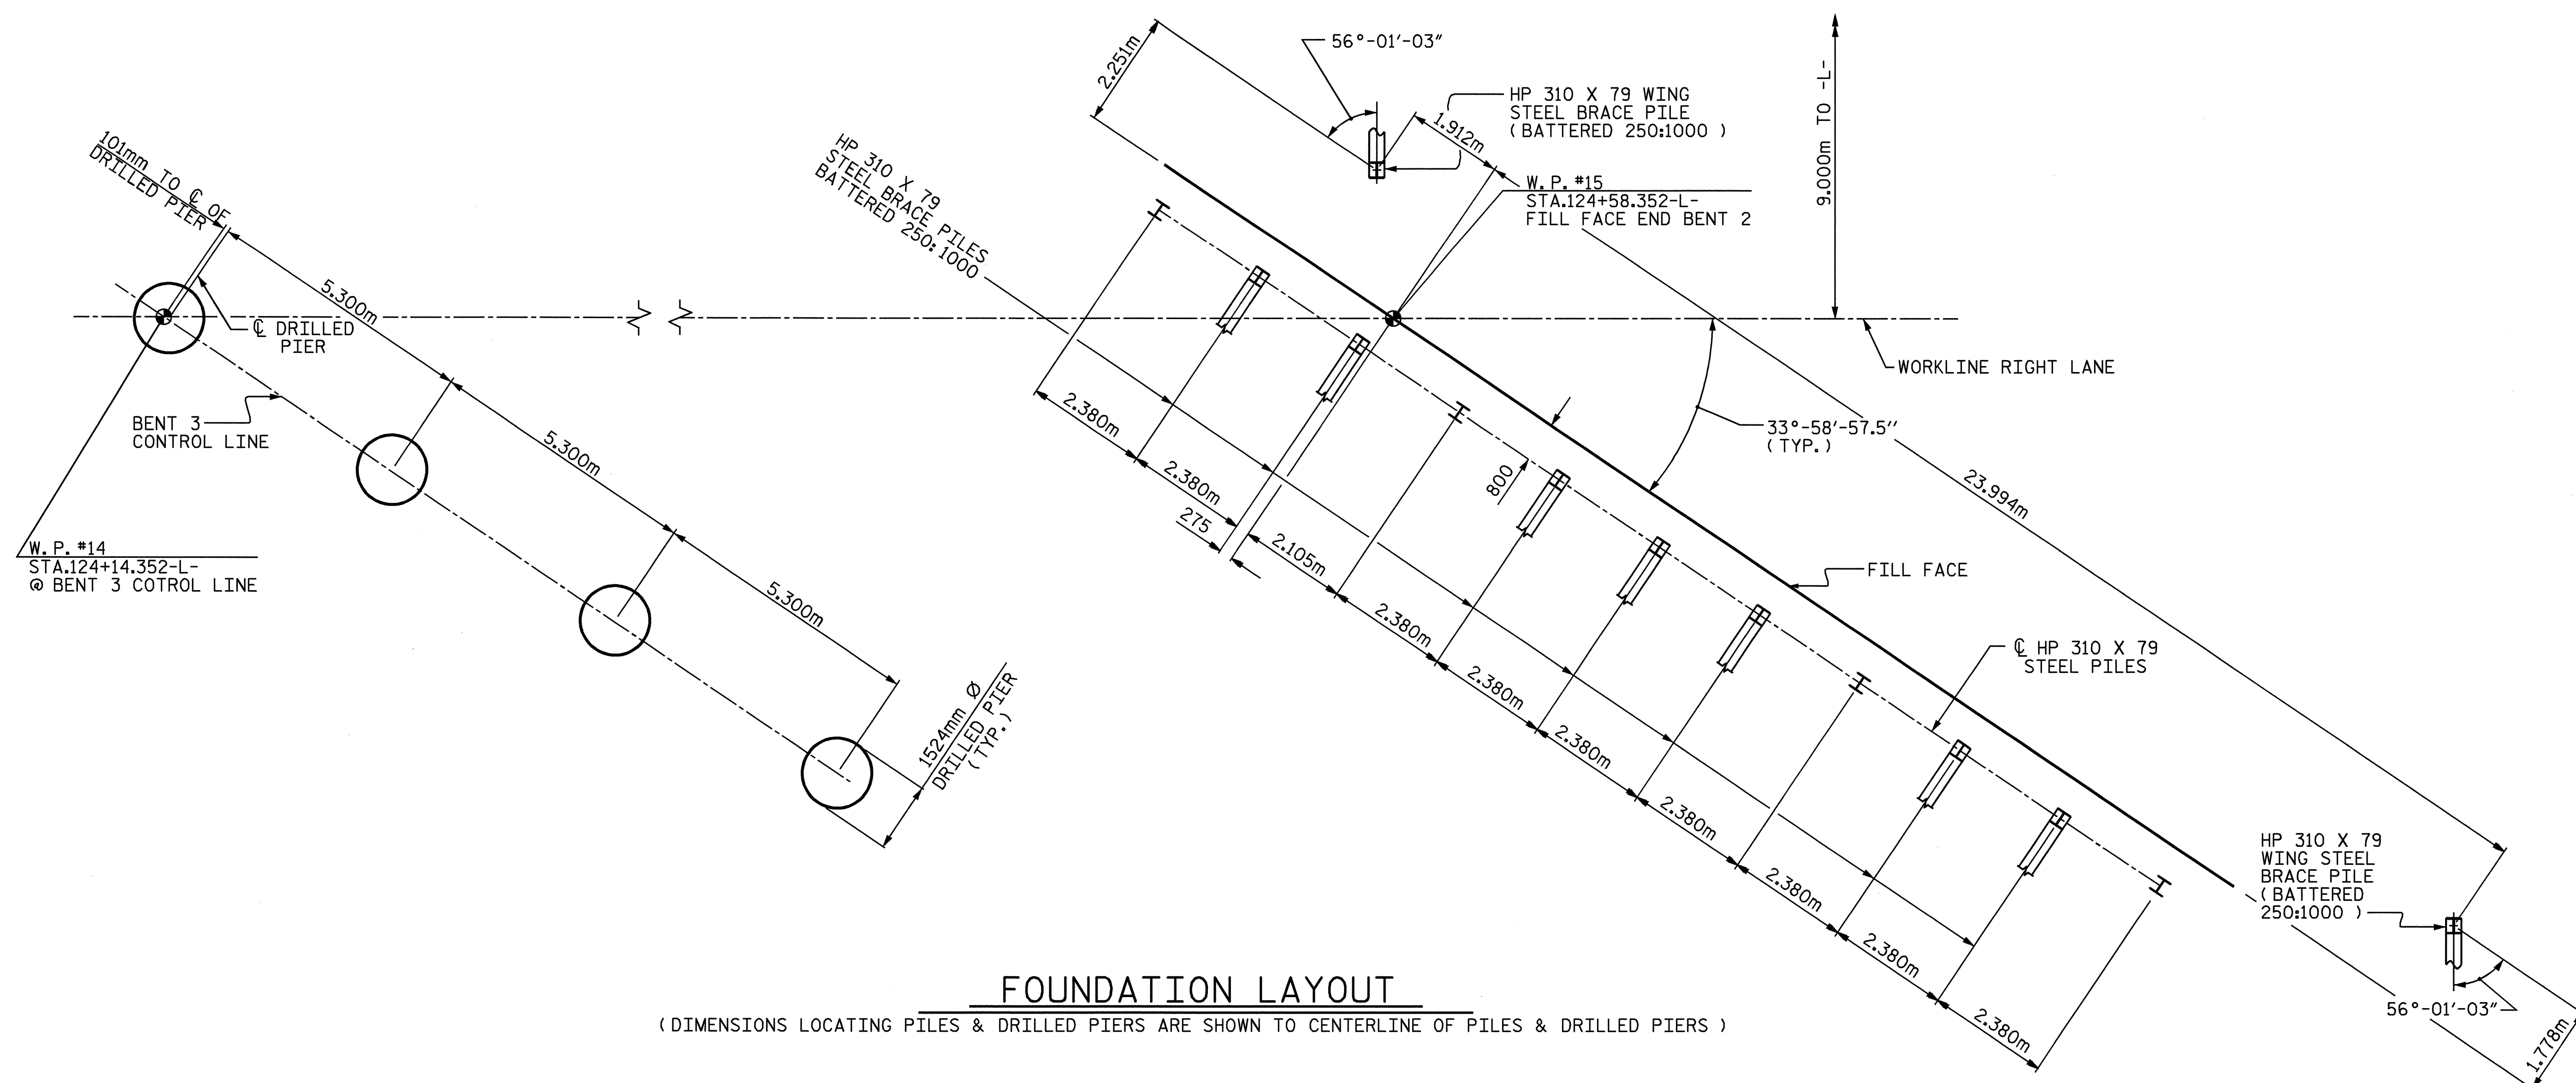 2.251m
56°-01'-03"
HP 310 X 79 WING
STEEL BRACE PILE
(BATTERED 250:1000 )
1.912m
9.000m TO -L-
101mm TO ℄ OF
DRILLED PIER
HP 310 X 79
STEEL BRACE PILES
BATTERED 250:1000
W.P. #15
STA.124+58.352-L-
FILL FACE END BENT 2
5.300m
℄ DRILLED
PIER
WORKLINE RIGHT LANE
BENT 3
CONTROL LINE
5.300m
2.380m
2.380m
275
2.105m
800
33°-58'-57.5"
(TYP.)
23.994m
W.P. #14
STA.124+14.352-L-
@ BENT 3 COTROL LINE
5.300m
FILL FACE
2.380m
2.380m
2.380m
2.380m
2.380m
2.380m
2.380m
℄ HP 310 X 79
STEEL PILES
1524mm Ø
DRILLED PIER
(TYP.)
HP 310 X 79
WING STEEL
BRACE PILE
(BATTERED
250:1000 )
56°-01'-03"
1.778m
FOUNDATION LAYOUT
(DIMENSIONS LOCATING PILES & DRILLED PIERS ARE SHOWN TO CENTERLINE OF PILES & DRILLED PIERS )